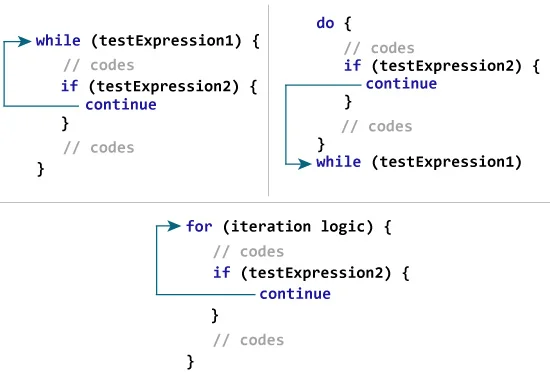 while (testExpression1) {
// codes
if (testExpression2) {
continue
}
// codes
}
do {
// codes
if (testExpression2) {
continue
}
// codes
}
while (testExpression1)
for (iteration logic) {
// codes
if (testExpression2) {
continue
}
// codes
}